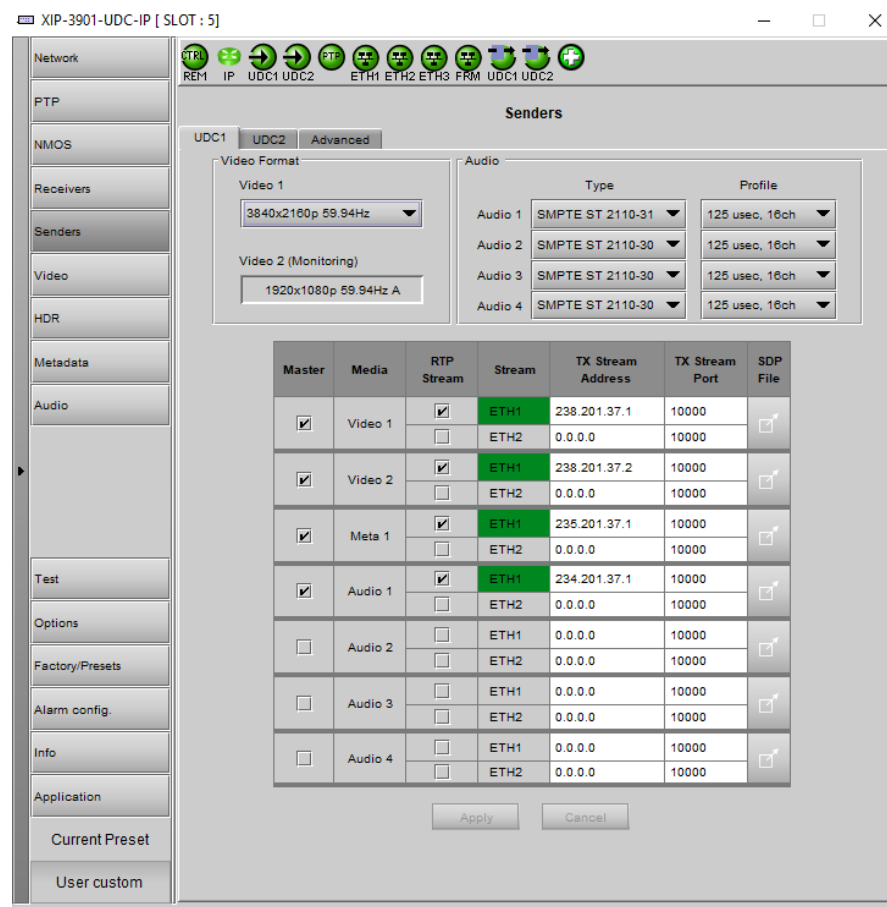 XIP-3901-UDC-IP [ SLOT : 5]
Network
PTP
NMOS
Receivers
Senders
Video
HDR
Metadata
Audio
Test
Options
Factory/Presets
Alarm config.
Info
Application
Current Preset
User custom
CTRL PTP
REM IP UDC1 UDC2 ETH1 ETH2 ETH3 FRM UDC1 UDC2
Senders
UDC1 UDC2 Advanced
Video Format
Video 1
3840x2160p 59.94Hz
Video 2 (Monitoring)
1920x1080p 59.94Hz A
Audio
Type Profile
Audio 1 SMPTE ST 2110-31 125 usec, 16ch
Audio 2 SMPTE ST 2110-30 125 usec, 16ch
Audio 3 SMPTE ST 2110-30 125 usec, 16ch
Audio 4 SMPTE ST 2110-30 125 usec, 16ch
Master Media RTP Stream Stream TX Stream Address TX Stream Port SDP File
Video 1 ETH1 238.201.37.1 10000
ETH2 0.0.0.0 10000
Video 2 ETH1 238.201.37.2 10000
ETH2 0.0.0.0 10000
Meta 1 ETH1 235.201.37.1 10000
ETH2 0.0.0.0 10000
Audio 1 ETH1 234.201.37.1 10000
ETH2 0.0.0.0 10000
Audio 2 ETH1 0.0.0.0 10000
ETH2 0.0.0.0 10000
Audio 3 ETH1 0.0.0.0 10000
ETH2 0.0.0.0 10000
Audio 4 ETH1 0.0.0.0 10000
ETH2 0.0.0.0 10000
Apply Cancel